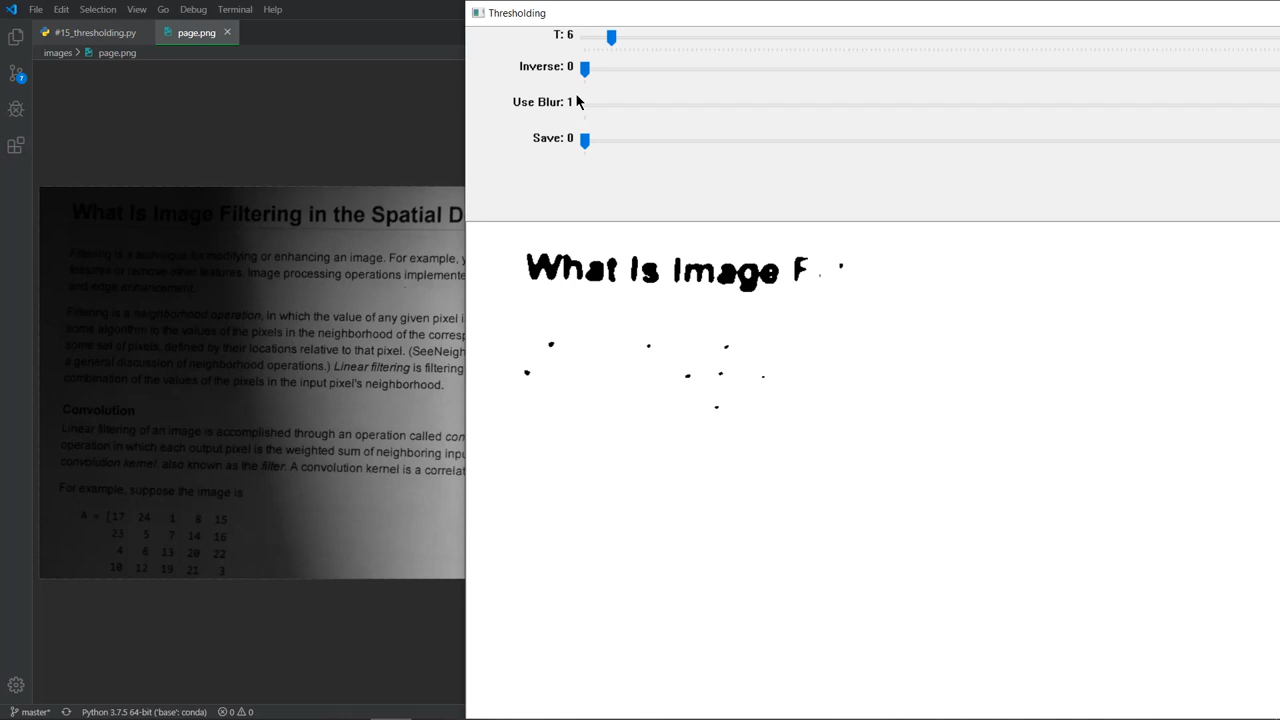 File Edit Selection View Go Debug Terminal Help
#15_thresholding.py
page.png
images > page.png
7
What Is Image Filtering in the Spatial D
Filtering is a technique for modifying or enhancing an image. For example, y
features or remove other features. Image processing operations implemente
and edge enhancement.
Filtering is a neighborhood operation, in which the value of any given pixel i
some algorithm to the values of the pixels in the neighborhood of the corresp
some set of pixels, defined by their locations relative to that pixel. (SeeNeigh
a general discussion of neighborhood operations.) Linear filtering is filtering
combination of the values of the pixels in the input pixel's neighborhood.
Convolution
Linear filtering of an image is accomplished through an operation called con
operation in which each output pixel is the weighted sum of neighboring inpu
convolution kernel, also known as the filter. A convolution kernel is a correlat
For example, suppose the image is
A = [17 24 1 8 15
23 5 7 14 16
4 6 13 20 22
10 12 19 21 3
master* Python 3.7.5 64-bit ('base': conda) 0 0
Thresholding
T: 6
Inverse: 0
Use Blur: 1
Save: 0
What Is Image F